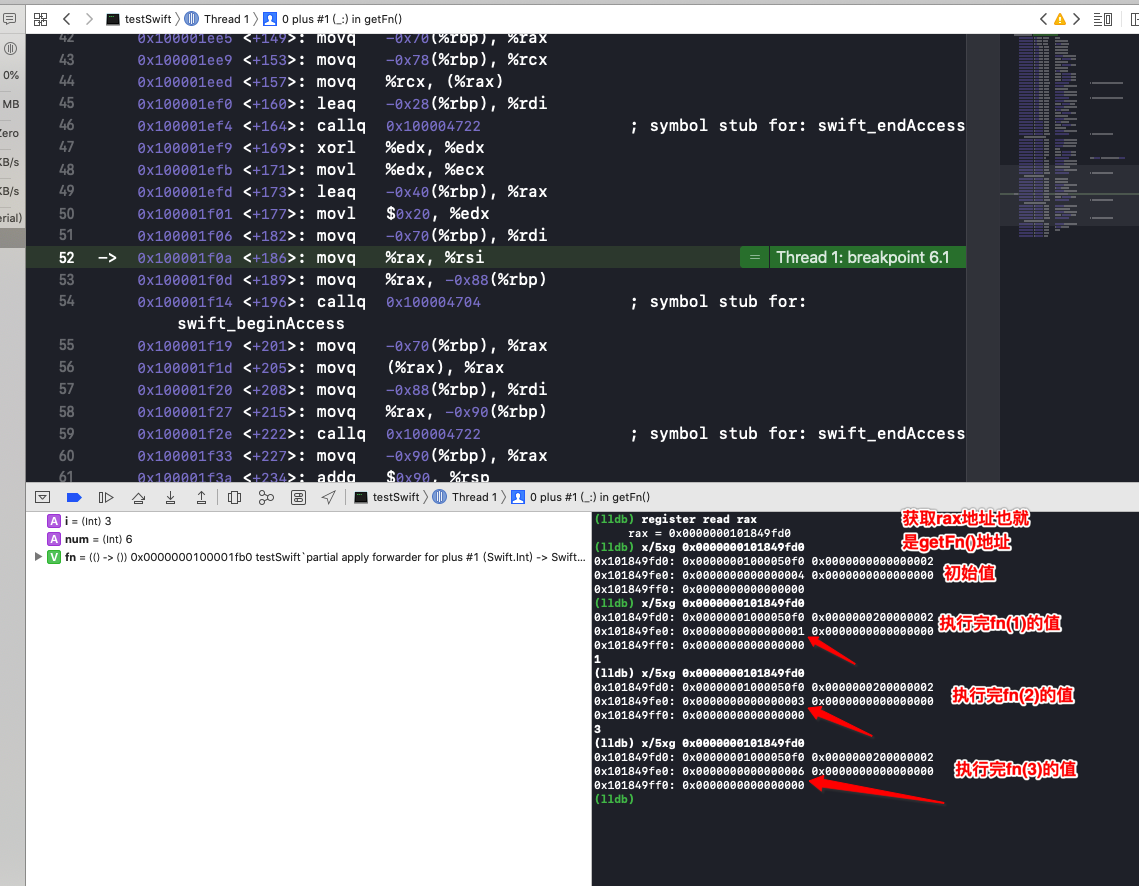 testSwift 〉 Thread 1 〉 0 plus #1 (_:) in getFn()
0%
MB
Zero
KB/s
KB/s
erial)
42 0x100001ee5 <+149>: movq -0x70(%rbp), %rax
43 0x100001ee9 <+153>: movq -0x78(%rbp), %rcx
44 0x100001eed <+157>: movq %rcx, (%rax)
45 0x100001ef0 <+160>: leaq -0x28(%rbp), %rdi
46 0x100001ef4 <+164>: callq 0x100004722 ; symbol stub for: swift_endAccess
47 0x100001ef9 <+169>: xorl %edx, %edx
48 0x100001efb <+171>: movl %edx, %ecx
49 0x100001efd <+173>: leaq -0x40(%rbp), %rax
50 0x100001f01 <+177>: movl $0x20, %edx
51 0x100001f06 <+182>: movq -0x70(%rbp), %rdi
52 -> 0x100001f0a <+186>: movq %rax, %rsi = Thread 1: breakpoint 6.1
53 0x100001f0d <+189>: movq %rax, -0x88(%rbp)
54 0x100001f14 <+196>: callq 0x100004704 ; symbol stub for:
swift_beginAccess
55 0x100001f19 <+201>: movq -0x70(%rbp), %rax
56 0x100001f1d <+205>: movq (%rax), %rax
57 0x100001f20 <+208>: movq -0x88(%rbp), %rdi
58 0x100001f27 <+215>: movq %rax, -0x90(%rbp)
59 0x100001f2e <+222>: callq 0x100004722 ; symbol stub for: swift_endAccess
60 0x100001f33 <+227>: movq -0x90(%rbp), %rax
61 0x100001f3a <+234>: addq $0x90, %rsp
testSwift 〉 Thread 1 〉 0 plus #1 (_:) in getFn()
A i = (Int) 3
A num = (Int) 6
V fn = (() -> ()) 0x0000000100001fb0 testSwift`partial apply forwarder for plus #1 (Swift.Int) -> Swift...
(lldb) register read rax
rax = 0x0000000101849fd0
获取rax地址也就
是getFn()地址
(lldb) x/5xg 0x0000000101849fd0
0x101849fd0: 0x00000001000050f0 0x0000000000000002
0x101849fe0: 0x0000000000000004 0x0000000000000000
初始值
0x101849ff0: 0x0000000000000000
(lldb) x/5xg 0x0000000101849fd0
0x101849fd0: 0x00000001000050f0 0x0000000200000002
0x101849fe0: 0x0000000000000001 0x0000000000000000
执行完fn(1)的值
0x101849ff0: 0x0000000000000000
1
(lldb) x/5xg 0x0000000101849fd0
0x101849fd0: 0x00000001000050f0 0x0000000200000002
0x101849fe0: 0x0000000000000003 0x0000000000000000
执行完fn(2)的值
0x101849ff0: 0x0000000000000000
3
(lldb) x/5xg 0x0000000101849fd0
0x101849fd0: 0x00000001000050f0 0x0000000200000002
0x101849fe0: 0x0000000000000006 0x0000000000000000
执行完fn(3)的值
0x101849ff0: 0x0000000000000000
(lldb)